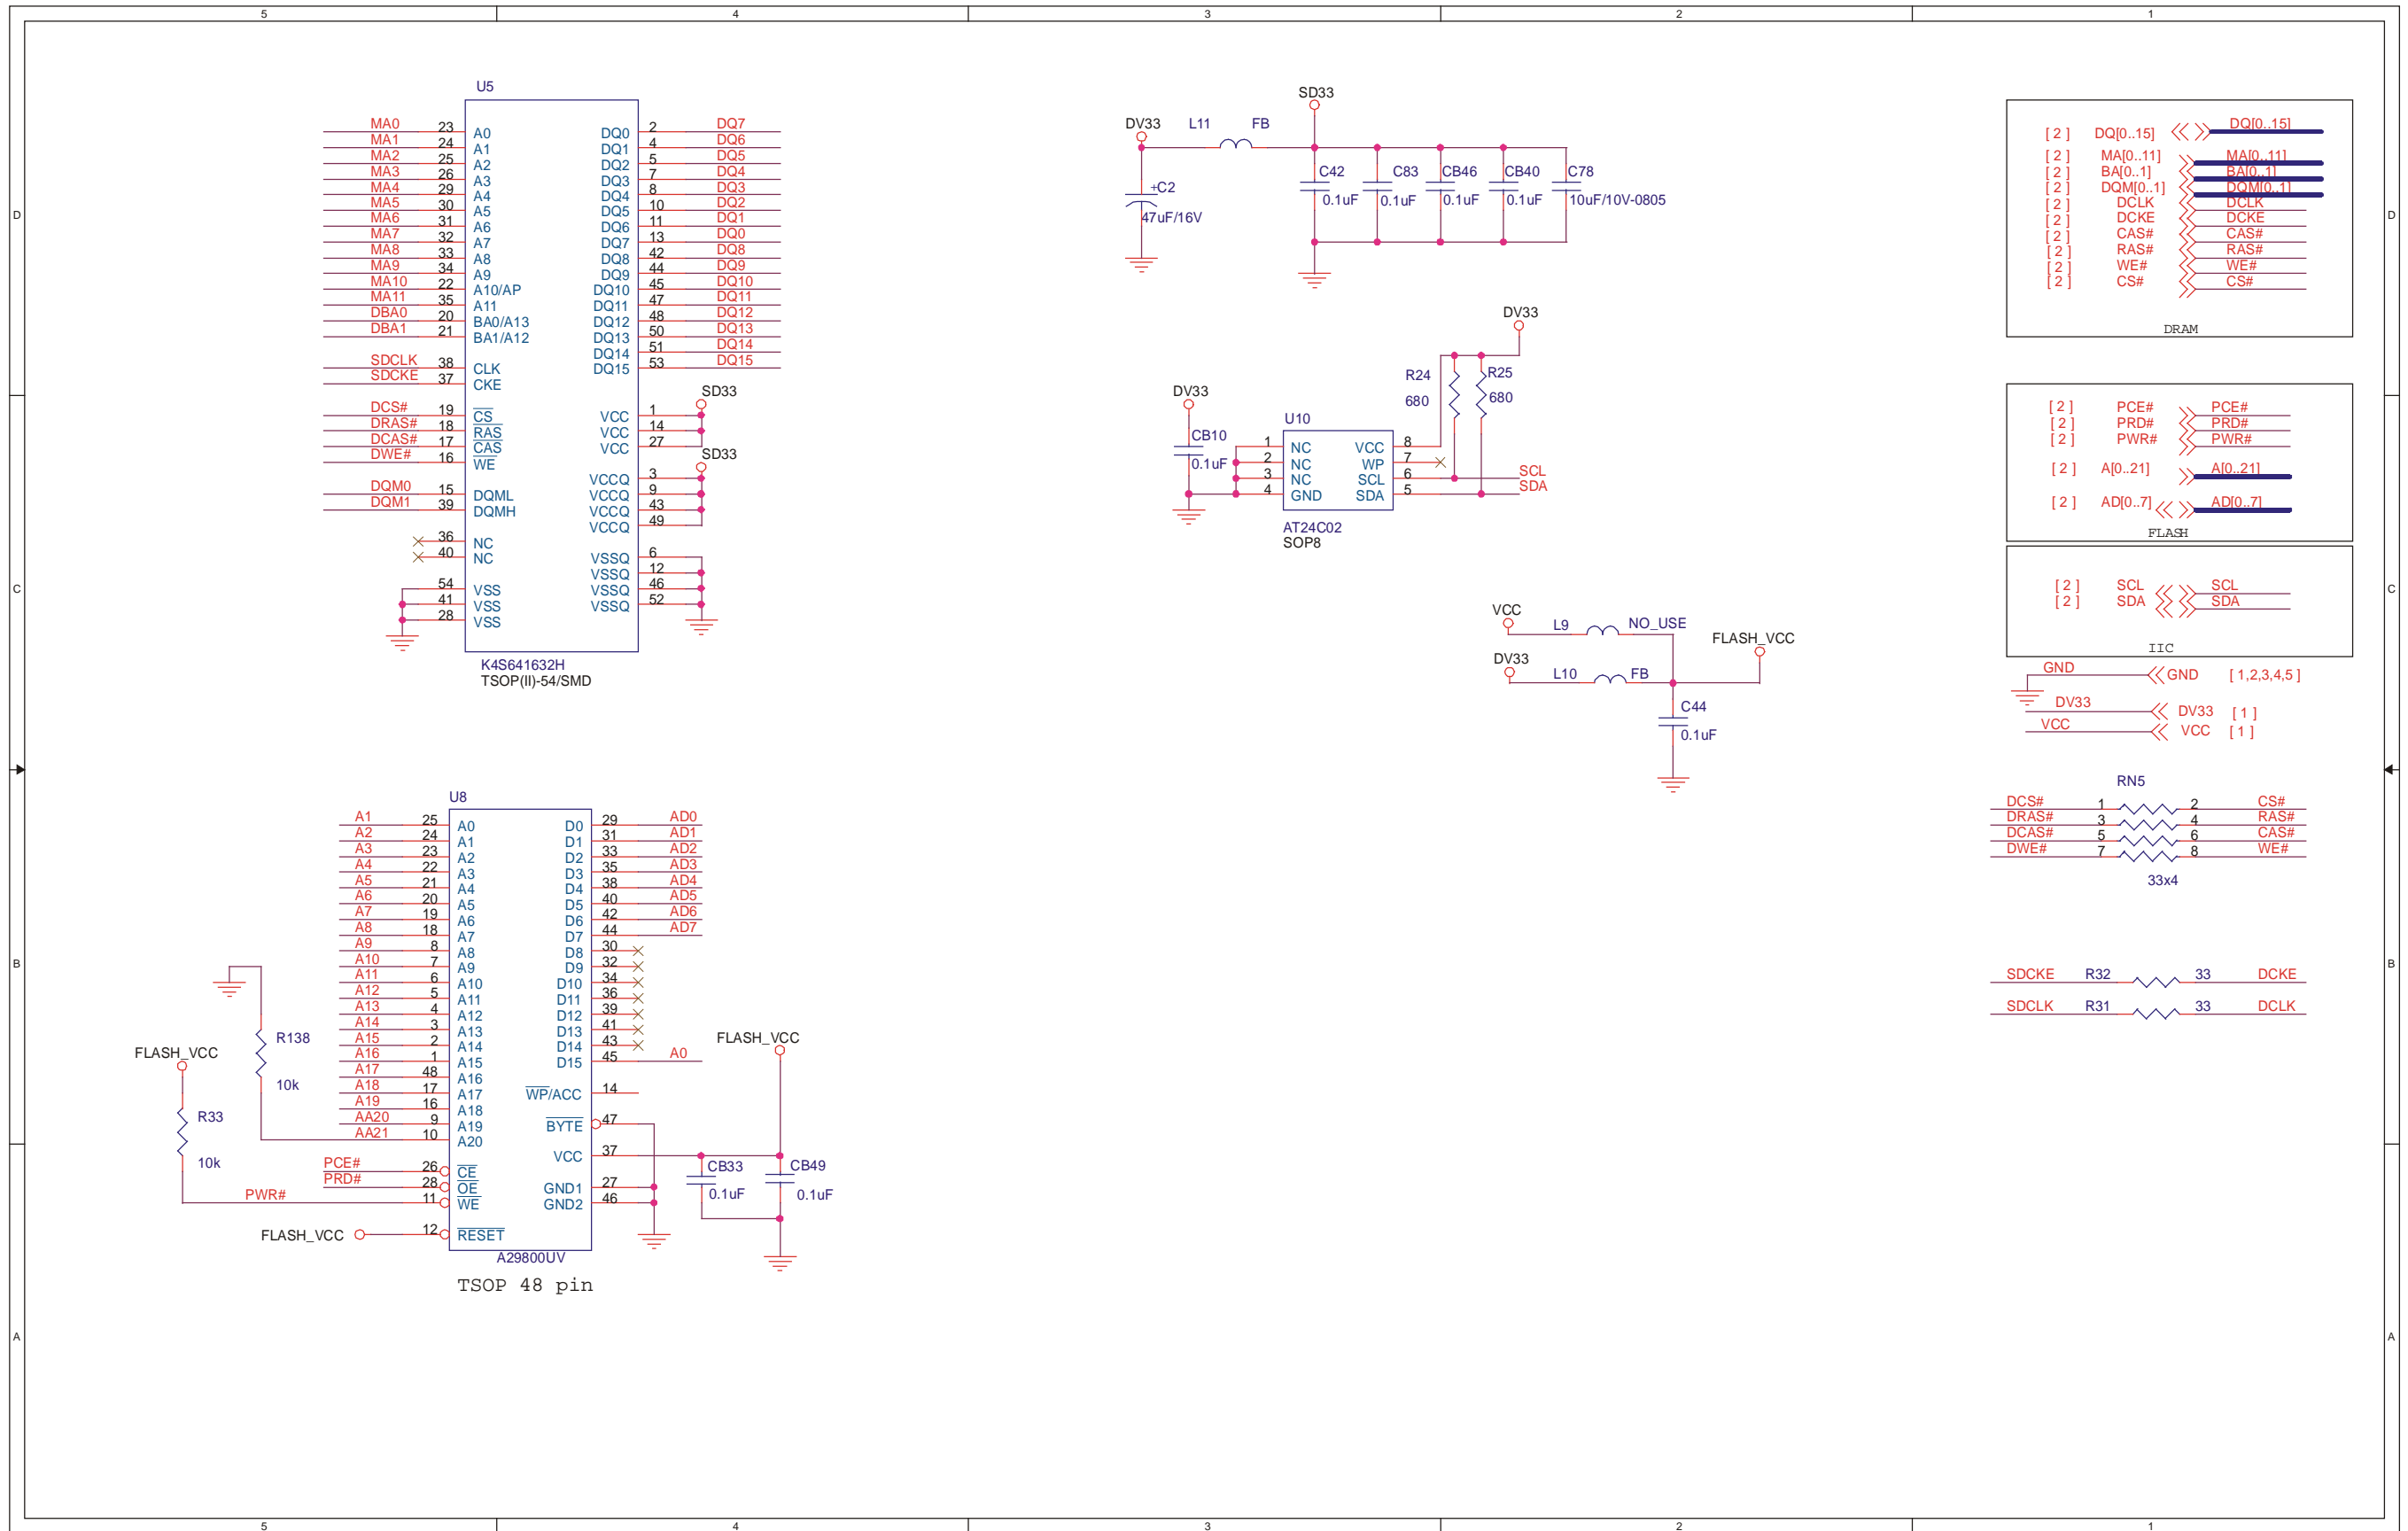 5 4 3 2 1
D
C
B
A
D
C
B
A
5 4 3 2 1
U5
MA0 23 A0 DQ0 2 DQ7
MA1 24 A1 DQ1 4 DQ6
MA2 25 A2 DQ2 5 DQ5
MA3 26 A3 DQ3 7 DQ4
MA4 29 A4 DQ4 8 DQ3
MA5 30 A5 DQ5 10 DQ2
MA6 31 A6 DQ6 11 DQ1
MA7 32 A7 DQ7 13 DQ0
MA8 33 A8 DQ8 42 DQ8
MA9 34 A9 DQ9 44 DQ9
MA10 22 A10/AP DQ10 45 DQ10
MA11 35 A11 DQ11 47 DQ11
DBA0 20 BA0/A13 DQ12 48 DQ12
DBA1 21 BA1/A12 DQ13 50 DQ13
DQ14 51 DQ14
SDCLK 38 CLK DQ15 53 DQ15
SDCKE 37 CKE
SD33
DCS# 19 CS VCC 1
DRAS# 18 RAS VCC 14
DCAS# 17 CAS VCC 27
DWE# 16 WE
SD33
VCCQ 3
DQM0 15 DQML VCCQ 9
DQM1 39 DQMH VCCQ 43
VCCQ 49
36 NC
40 NC VSSQ 6
VSSQ 12
54 VSS VSSQ 46
41 VSS VSSQ 52
28 VSS
K4S641632H
TSOP(II)-54/SMD
SD33
DV33 L11 FB
+C2
47uF/16V
C42 C83 CB46 CB40 C78
0.1uF 0.1uF 0.1uF 0.1uF 10uF/10V-0805
DV33
R24 R25
680 680
DV33
CB10
0.1uF
U10
1 NC VCC 8
2 NC WP 7
3 NC SCL 6 SCL
4 GND SDA 5 SDA
AT24C02
SOP8
VCC
L9 NO_USE
FLASH_VCC
DV33
L10 FB
C44
0.1uF
[ 2 ] DQ[0..15] DQ[0..15]
[ 2 ] MA[0..11] MA[0..11]
[ 2 ] BA[0..1] BA[0..1]
[ 2 ] DQM[0..1] DQM[0..1]
[ 2 ] DCLK DCLK
[ 2 ] DCKE DCKE
[ 2 ] CAS# CAS#
[ 2 ] RAS# RAS#
[ 2 ] WE# WE#
[ 2 ] CS# CS#
DRAM
[ 2 ] PCE# PCE#
[ 2 ] PRD# PRD#
[ 2 ] PWR# PWR#
[ 2 ] A[0..21] A[0..21]
[ 2 ] AD[0..7] AD[0..7]
FLASH
[ 2 ] SCL SCL
[ 2 ] SDA SDA
IIC
GND GND [ 1,2,3,4,5 ]
DV33 DV33 [ 1 ]
VCC VCC [ 1 ]
RN5
DCS# 1 2 CS#
DRAS# 3 4 RAS#
DCAS# 5 6 CAS#
DWE# 7 8 WE#
33x4
SDCKE R32 33 DCKE
SDCLK R31 33 DCLK
U8
A1 25 A0 D0 29 AD0
A2 24 A1 D1 31 AD1
A3 23 A2 D2 33 AD2
A4 22 A3 D3 35 AD3
A5 21 A4 D4 38 AD4
A6 20 A5 D5 40 AD5
A7 19 A6 D6 42 AD6
A8 18 A7 D7 44 AD7
A9 8 A8 D8 30
A10 7 A9 D9 32
A11 6 A10 D10 34
A12 5 A11 D11 36
A13 4 A12 D12 39
A14 3 A13 D13 41
A15 2 A14 D14 43
A16 1 A15 D15 45 A0
A17 48 A16
A18 17 A17 WP/ACC 14
A19 16 A18
AA20 9 A19 BYTE 47
AA21 10 A20
VCC 37
PCE# 26 CE
PRD# 28 OE GND1 27
PWR# 11 WE GND2 46
FLASH_VCC 12 RESET
A29800UV
TSOP 48 pin
R138
10k
FLASH_VCC
R33
10k
FLASH_VCC
CB33 CB49
0.1uF 0.1uF